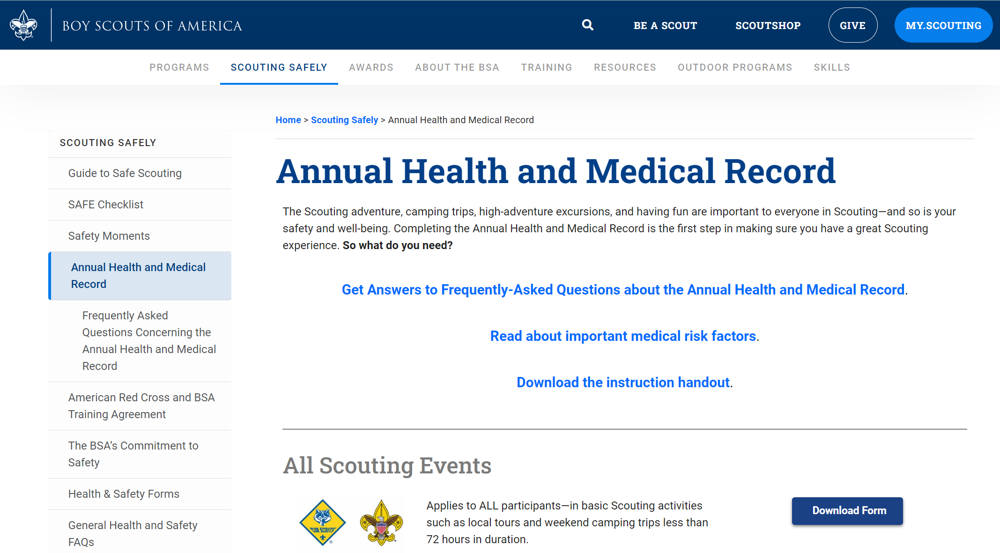 BOY SCOUTS OF AMERICA
BE A SCOUT
SCOUTSHOP
GIVE
MY.SCOUTING
PROGRAMS
SCOUTING SAFELY
AWARDS
ABOUT THE BSA
TRAINING
RESOURCES
OUTDOOR PROGRAMS
SKILLS
SCOUTING SAFELY
Guide to Safe Scouting
SAFE Checklist
Safety Moments
Annual Health and Medical
Record
Frequently Asked
Questions Concerning the
Annual Health and Medical
Record
American Red Cross and BSA
Training Agreement
The BSA’s Commitment to
Safety
Health & Safety Forms
General Health and Safety
FAQs
Home > Scouting Safely > Annual Health and Medical Record
Annual Health and Medical Record
The Scouting adventure, camping trips, high-adventure excursions, and having fun are important to everyone in Scouting—and so is your
safety and well-being. Completing the Annual Health and Medical Record is the first step in making sure you have a great Scouting
experience. So what do you need?
Get Answers to Frequently-Asked Questions about the Annual Health and Medical Record.
Read about important medical risk factors.
Download the instruction handout.
All Scouting Events
CUB SCOUTS
Applies to ALL participants—in basic Scouting activities
such as local tours and weekend camping trips less than
72 hours in duration.
Download Form